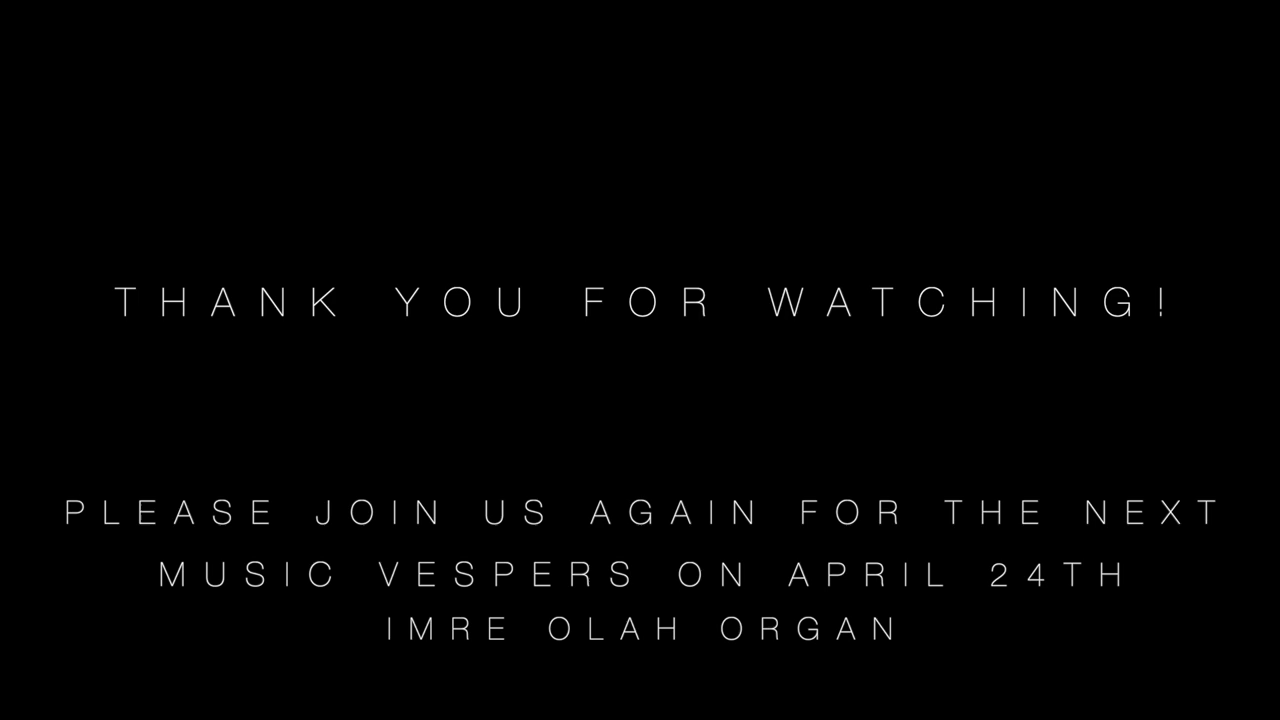 THANK YOU FOR WATCHING!
PLEASE JOIN US AGAIN FOR THE NEXT
MUSIC VESPERS ON APRIL 24TH
IMRE OLAH ORGAN